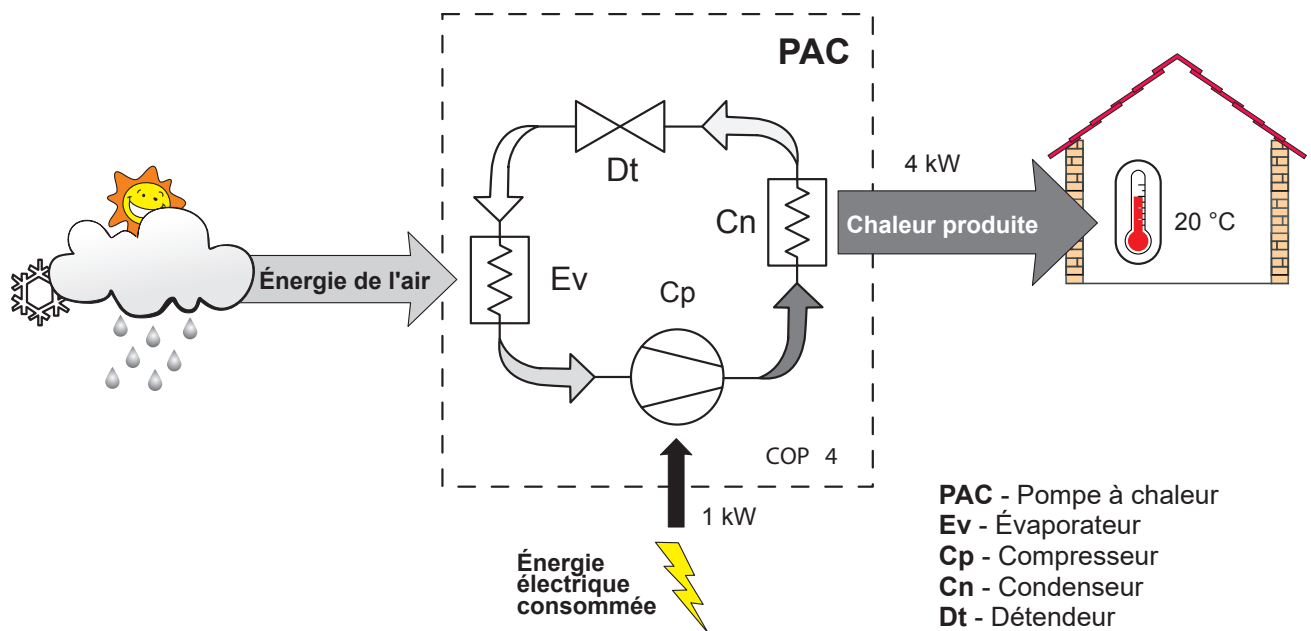 PAC
Dt
4 kW
Cn
Chaleur produite
20 °C
Énergie de l'air
Ev
Cp
COP 4
1 kW
Énergie
électrique
consommée
PAC - Pompe à chaleur
Ev - Évaporateur
Cp - Compresseur
Cn - Condenseur
Dt - Détendeur